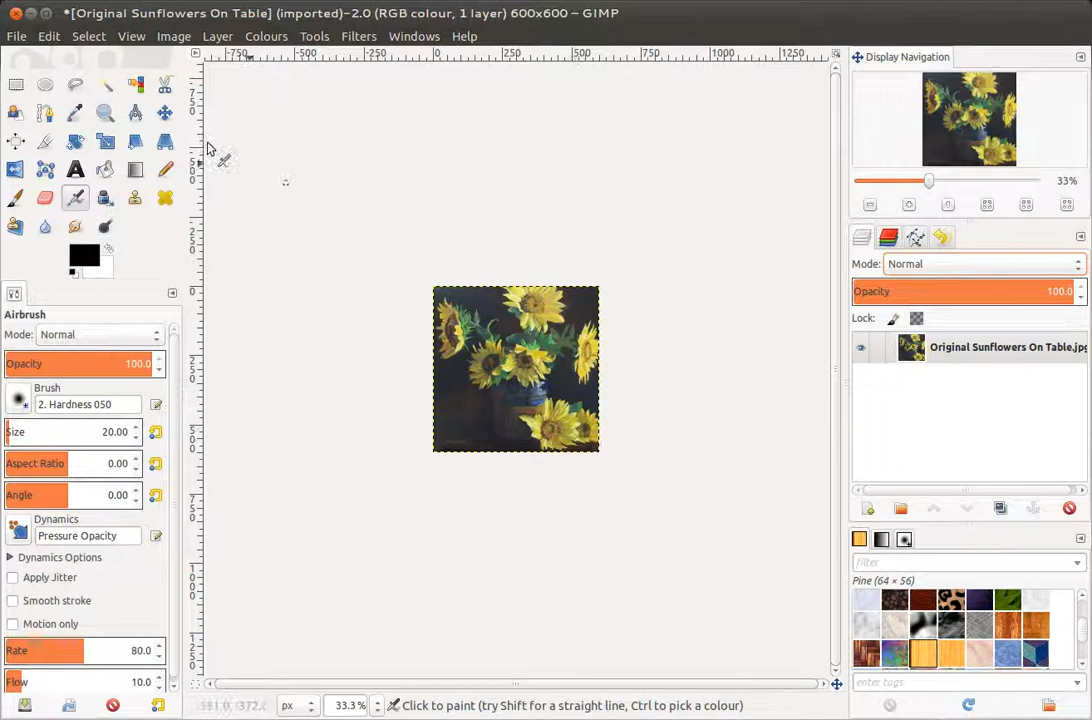 *[Original Sunflowers On Table] (imported)-2.0 (RGB colour, 1 layer) 600x600 – GIMP
File Edit Select View Image Layer Colours Tools Filters Windows Help
-750 -500 -250 0 250 500 750 1000 1250
Display Navigation
33%
Mode: Normal
Opacity 100.0
Lock:
Original Sunflowers On Table.jpg
Airbrush
Mode: Normal
Opacity 100.0
Brush
2. Hardness 050
Size 20.00
Aspect Ratio 0.00
Angle 0.00
Dynamics
Pressure Opacity
Dynamics Options
Apply Jitter
Smooth stroke
Motion only
Rate 80.0
Flow 10.0
filter
Pine (64 × 56)
enter tags
px 33.3% Click to paint (try Shift for a straight line, Ctrl to pick a colour)